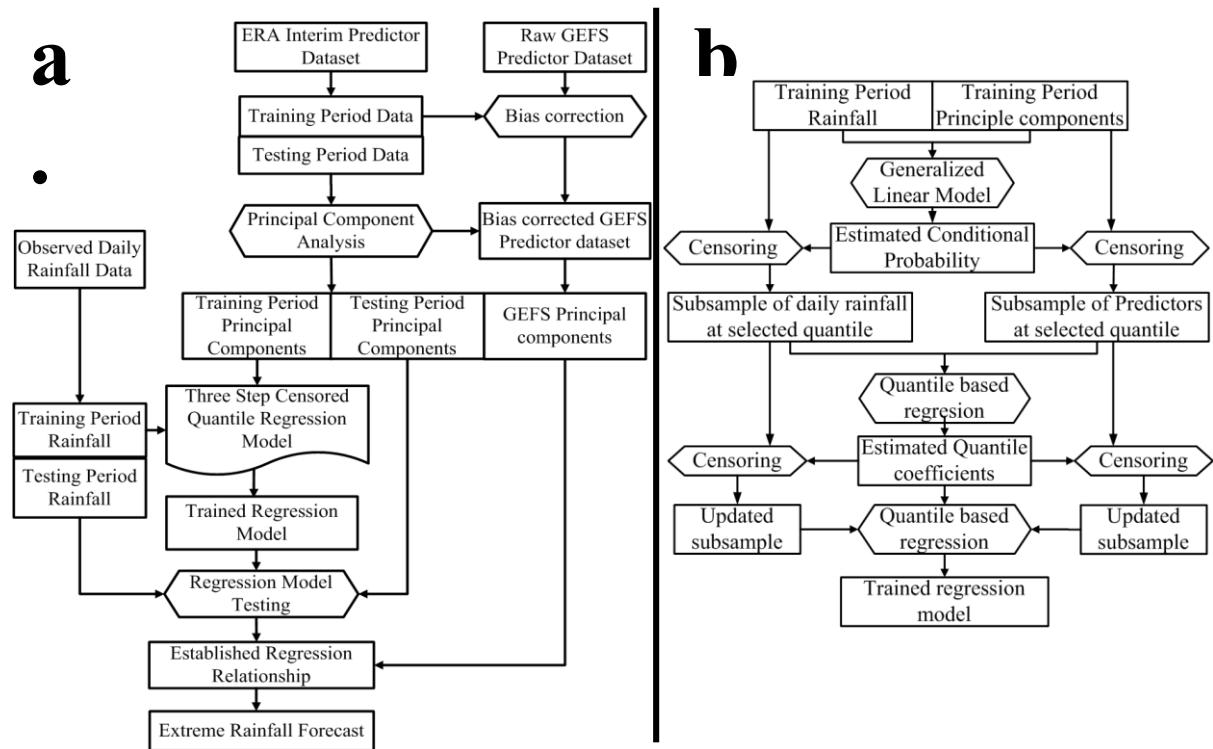 a
.
ERA Interim Predictor
Dataset
Raw GEFS
Predictor Dataset
Training Period Data
Bias correction
Testing Period Data
Principal Component
Analysis
Bias corrected GEFS
Predictor dataset
Observed Daily
Rainfall Data
Training Period
Principal
Components
Testing Period
Principal
Components
GEFS Principal
components
Three Step Censored
Quantile Regression
Model
Training Period
Rainfall
Testing Period
Rainfall
Trained Regression
Model
Regression Model
Testing
Established Regression
Relationship
Extreme Rainfall Forecast
b
Training Period
Rainfall
Training Period
Principle components
Generalized
Linear Model
Censoring
Estimated Conditional
Probability
Censoring
Subsample of daily rainfall
at selected quantile
Subsample of Predictors
at selected quantile
Quantile based
regresion
Censoring
Estimated Quantile
coefficients
Censoring
Updated
subsample
Quantile based
regression
Updated
subsample
Trained regression
model